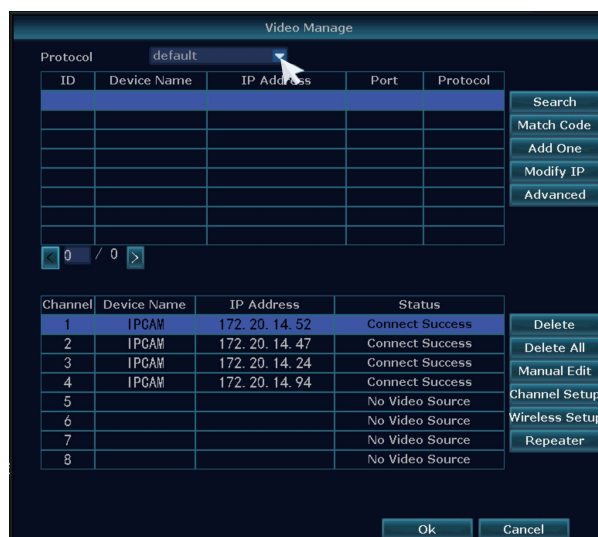 Video Manage
Protocol default
ID Device Name IP Address Port Protocol
Search
Match Code
Add One
Modify IP
Advanced
0 / 0
Channel Device Name IP Address Status
1 IPCAM 172. 20. 14. 52 Connect Success Delete
2 IPCAM 172. 20. 14. 47 Connect Success Delete All
3 IPCAM 172. 20. 14. 24 Connect Success Manual Edit
4 IPCAM 172. 20. 14. 94 Connect Success
5 No Video Source Channel Setup
6 No Video Source Wireless Setup
7 No Video Source Repeater
8 No Video Source
Ok Cancel